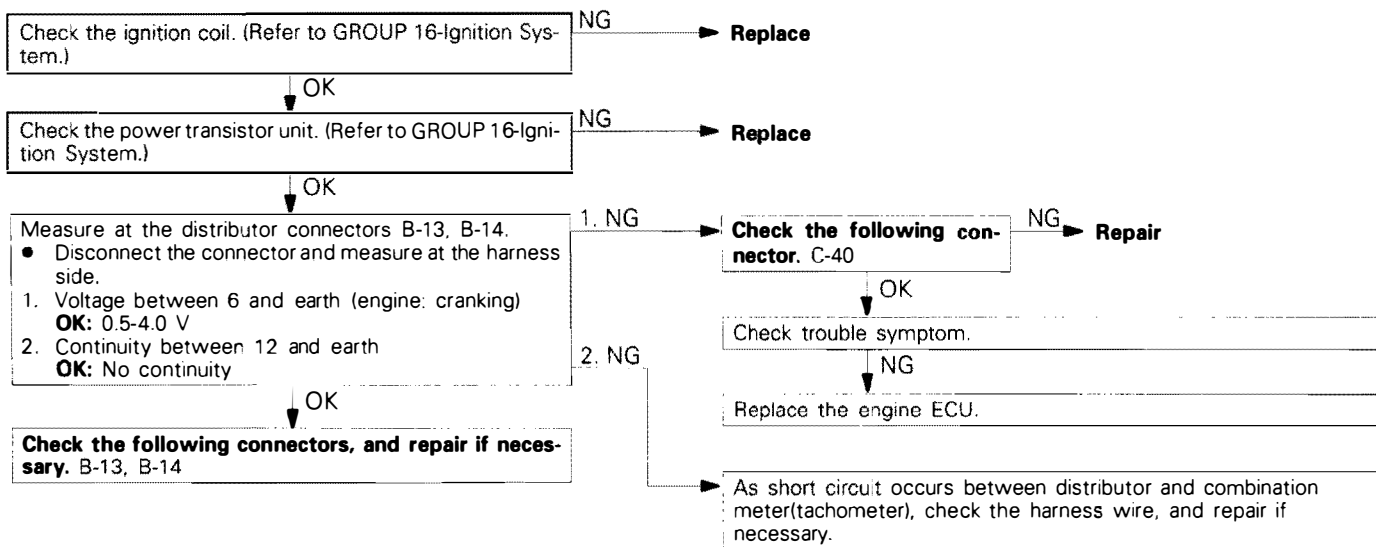 Check the ignition coil. (Refer to GROUP 16-Ignition Sys-
tem.)
NG
Replace
OK
Check the power transistor unit. (Refer to GROUP 16-Igni-
tion System.)
NG
Replace
OK
Measure at the distributor connectors B-13, B-14.
● Disconnect the connector and measure at the harness
side.
1. Voltage between 6 and earth (engine: cranking)
OK: 0.5-4.0 V
2. Continuity between 12 and earth
OK: No continuity
1. NG
Check the following con-
nector. C-40
NG
Repair
OK
Check trouble symptom.
NG
Replace the engine ECU.
2. NG
As short circuit occurs between distributor and combination
meter(tachometer), check the harness wire, and repair if
necessary.
OK
Check the following connectors, and repair if neces-
sary. B-13, B-14